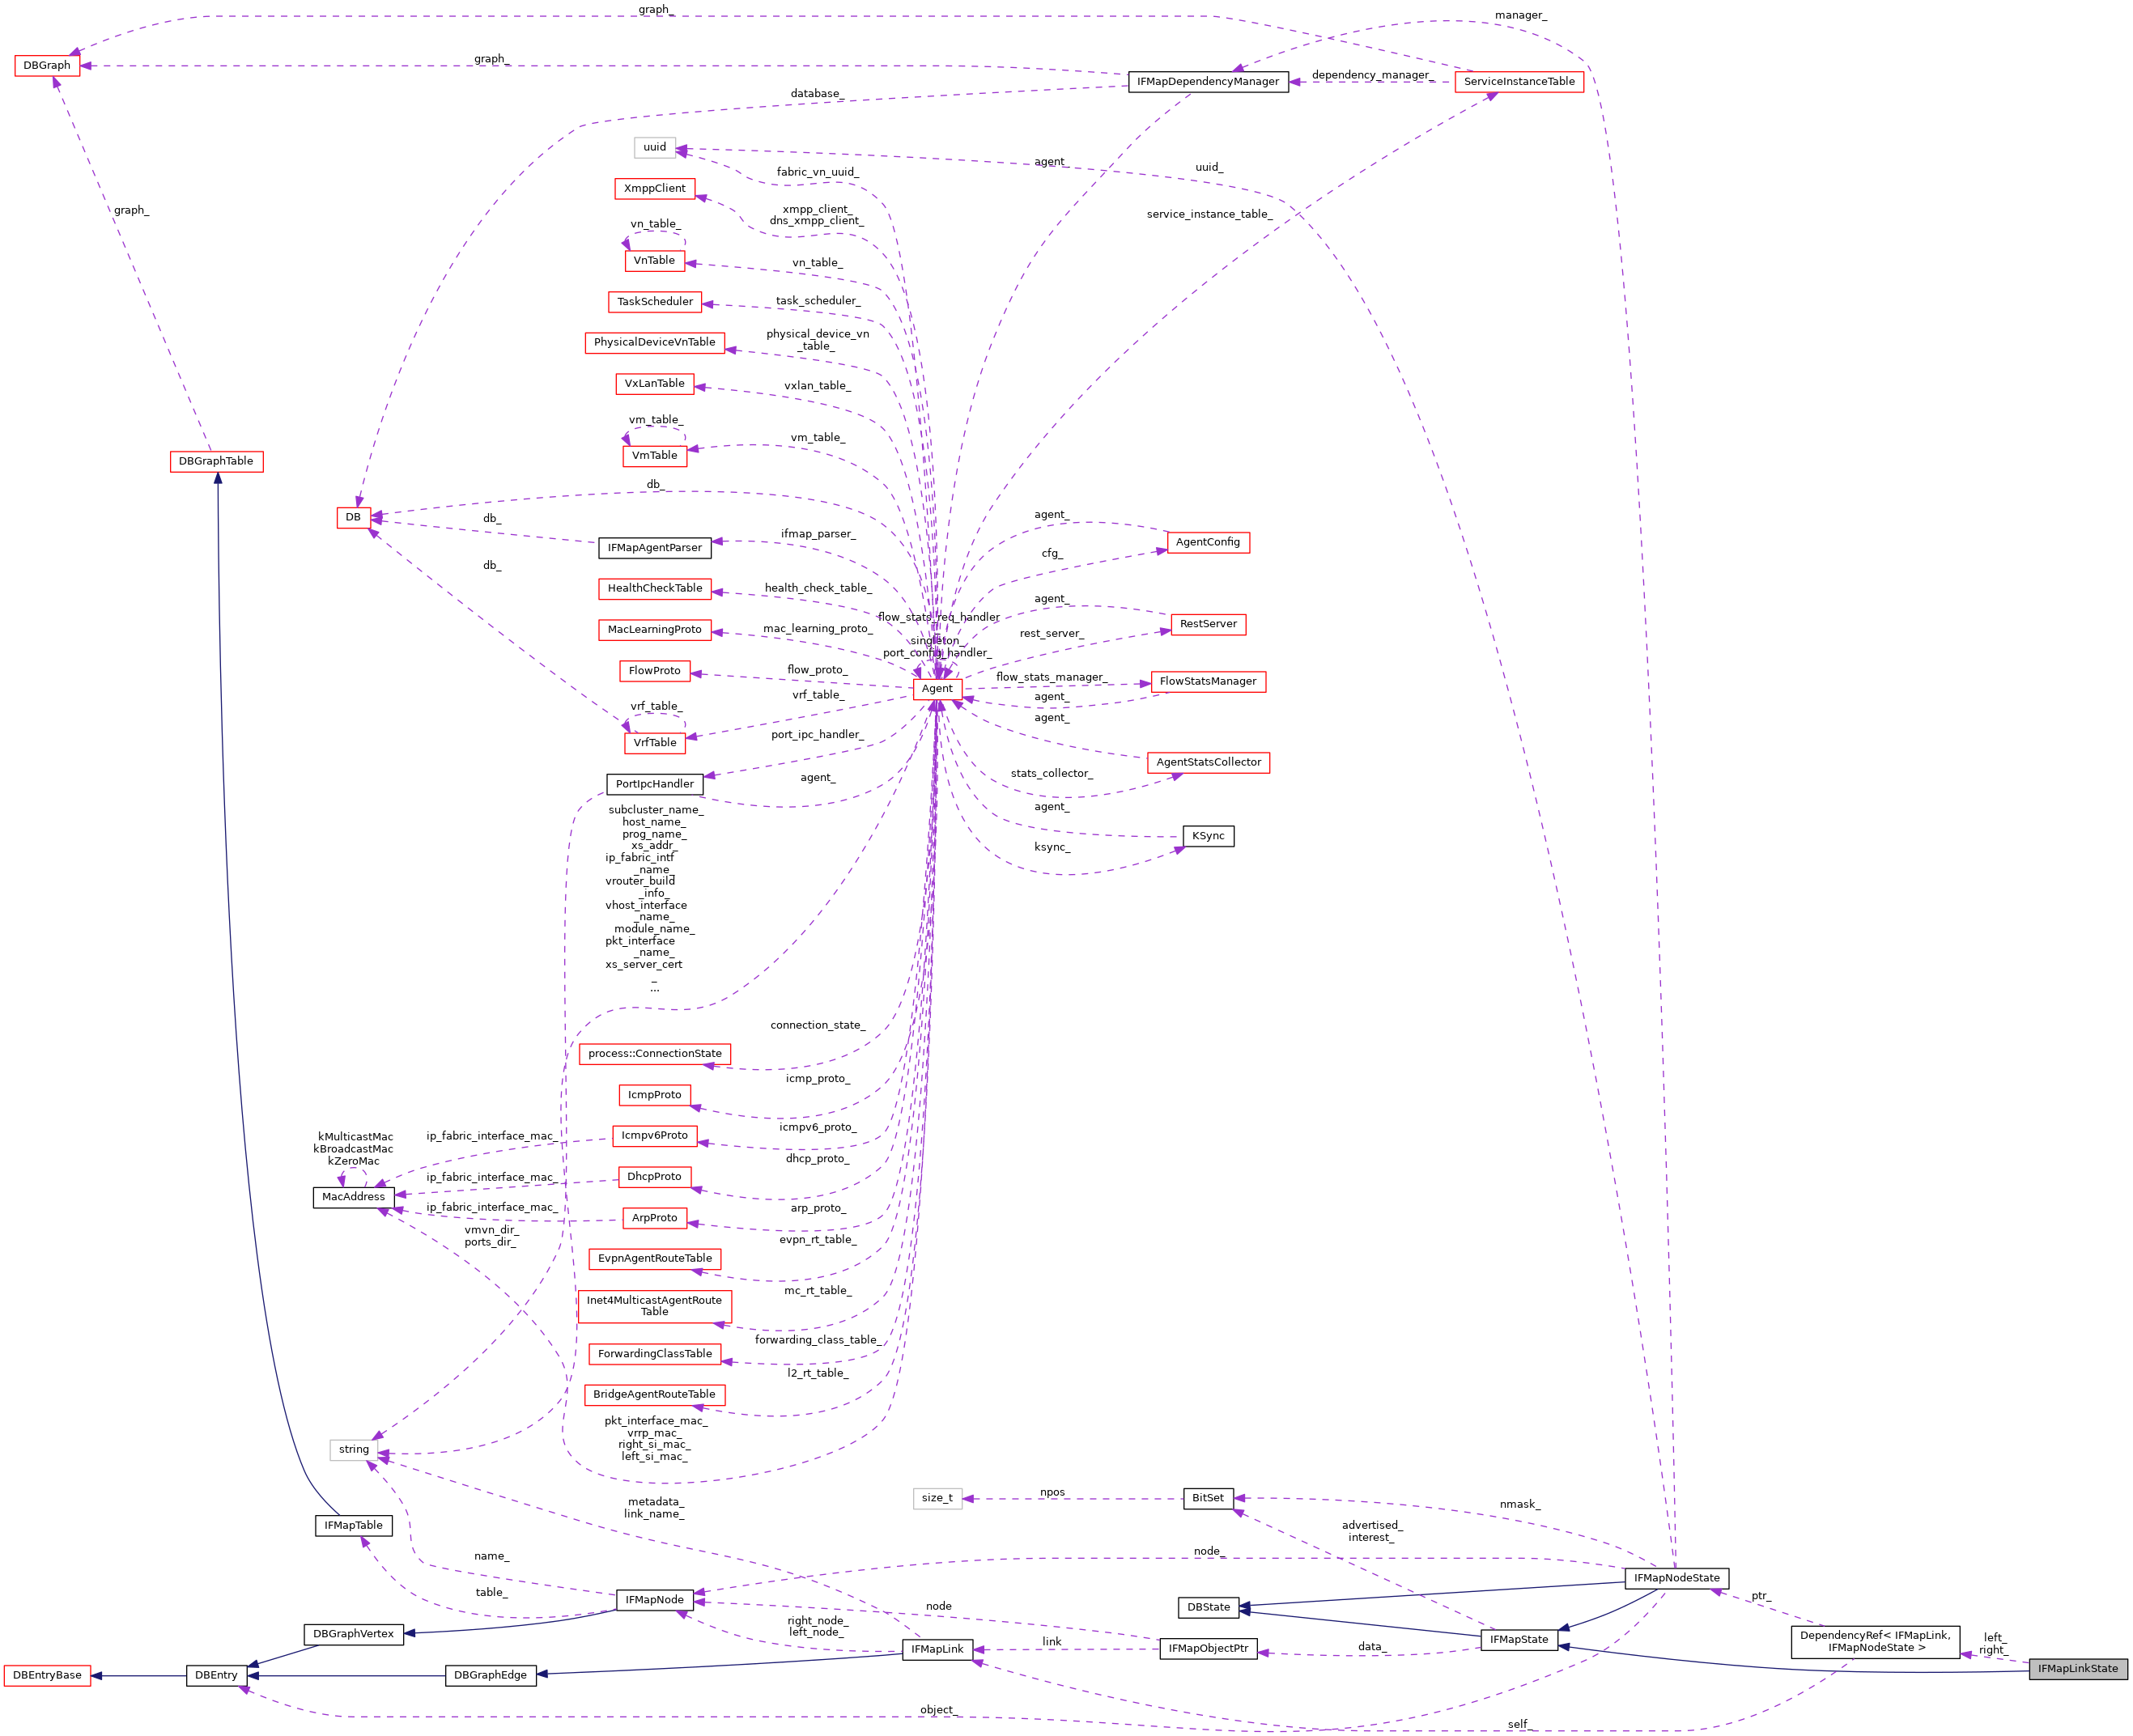 graph_
manager_
DBGraph
graph_
IFMapDependencyManager
dependency_manager_
ServiceInstanceTable
database_
uuid
agent_
uuid_
fabric_vn_uuid_
XmppClient
xmpp_client_
dns_xmpp_client_
graph_
service_instance_table_
vn_table_
VnTable
vn_table_
TaskScheduler
task_scheduler_
PhysicalDeviceVnTable
physical_device_vn
_table_
VxLanTable
vxlan_table_
vm_table_
VmTable
vm_table_
DBGraphTable
db_
DB
db_
IFMapAgentParser
ifmap_parser_
agent_
AgentConfig
cfg_
db_
HealthCheckTable
health_check_table_
agent_
RestServer
rest_server_
MacLearningProto
mac_learning_proto_
flow_stats_req_handler
_
singleton_
port_config_handler_
FlowProto
flow_proto_
Agent
flow_stats_manager_
FlowStatsManager
agent_
vrf_table_
VrfTable
vrf_table_
agent_
port_ipc_handler_
AgentStatsCollector
stats_collector_
PortIpcHandler
agent_
agent_
KSync
ksync_
subcluster_name_
host_name_
prog_name_
xs_addr_
ip_fabric_intf
_name_
vrouter_build
_info_
vhost_interface
_name_
module_name_
pkt_interface
_name_
xs_server_cert
_
...
connection_state_
process::ConnectionState
icmp_proto_
IcmpProto
icmpv6_proto_
Icmpv6Proto
ip_fabric_interface_mac_
kMulticastMac
kBroadcastMac
kZeroMac
MacAddress
dhcp_proto_
DhcpProto
ip_fabric_interface_mac_
arp_proto_
ArpProto
ip_fabric_interface_mac_
vmvn_dir_
ports_dir_
evpn_rt_table_
EvpnAgentRouteTable
mc_rt_table_
Inet4MulticastAgentRoute
Table
forwarding_class_table_
ForwardingClassTable
l2_rt_table_
BridgeAgentRouteTable
pkt_interface_mac_
vrrp_mac_
right_si_mac_
left_si_mac_
string
metadata_
link_name_
size_t
npos
BitSet
nmask_
advertised_
interest_
IFMapTable
name_
table_
node_
IFMapNode
IFMapNodeState
ptr_
DBState
node
DBGraphVertex
right_node_
left_node_
IFMapLink
link
IFMapObjectPtr
data_
IFMapState
DependencyRef< IFMapLink,
IFMapNodeState >
left_
right_
IFMapLinkState
DBEntryBase
DBEntry
DBGraphEdge
object_
self_